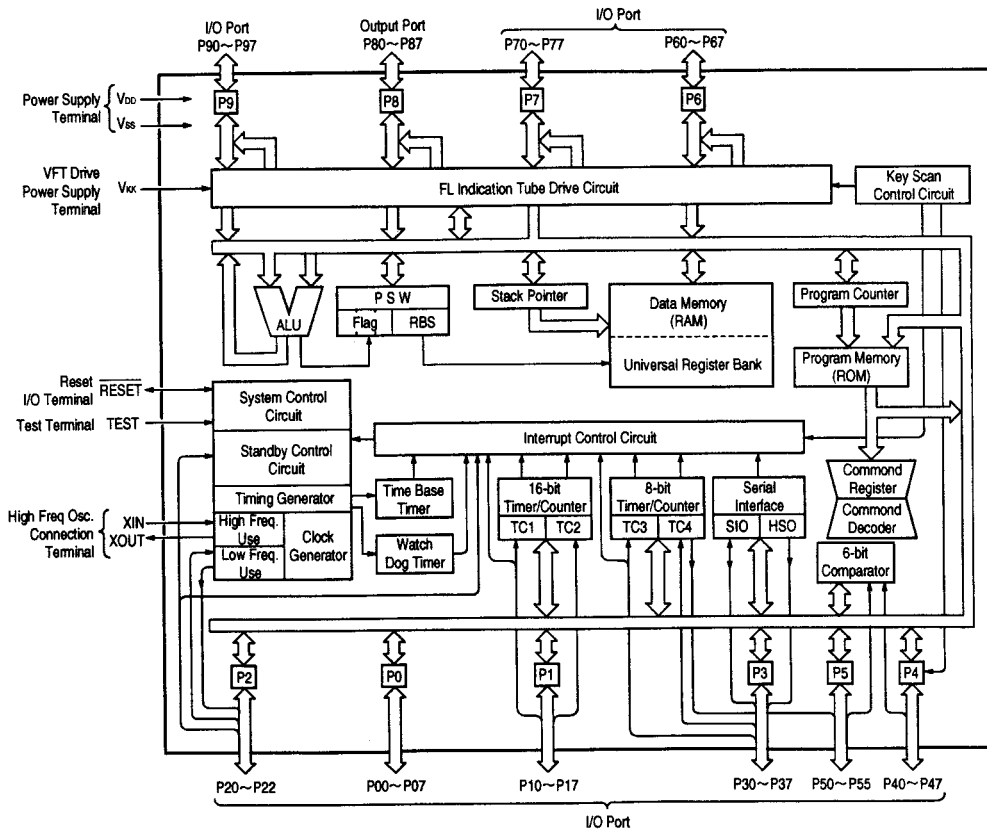 I/O Port
P90~P97
Output Port
P80~P87
I/O Port
P70~P77
P60~P67
Power Supply
Terminal
VDD
VSS
P9
P8
P7
P6
VFT Drive
Power Supply
Terminal
VKK
FL Indication Tube Drive Circuit
Key Scan
Control Circuit
ALU
P S W
Flag
RBS
Stack Pointer
Data Memory
(RAM)
Universal Register Bank
Program Counter
Program Memory
(ROM)
Reset
I/O Terminal
RESET
Test Terminal
TEST
System Control
Circuit
Standby Control
Circuit
Timing Generator
High Freq.
Use
Low Freq.
Use
Clock
Generator
High Freq Osc.
Connection
Terminal
XIN
XOUT
Interrupt Control Circuit
Time Base
Timer
Watch
Dog Timer
16-bit
Timer/Counter
TC1
TC2
8-bit
Timer/Counter
TC3
TC4
Serial
Interface
SIO
HSO
Commond
Register
Commond
Decoder
6-bit
Comparator
P2
P0
P1
P3
P5
P4
P20~P22
P00~P07
P10~P17
P30~P37
P50~P55
P40~P47
I/O Port